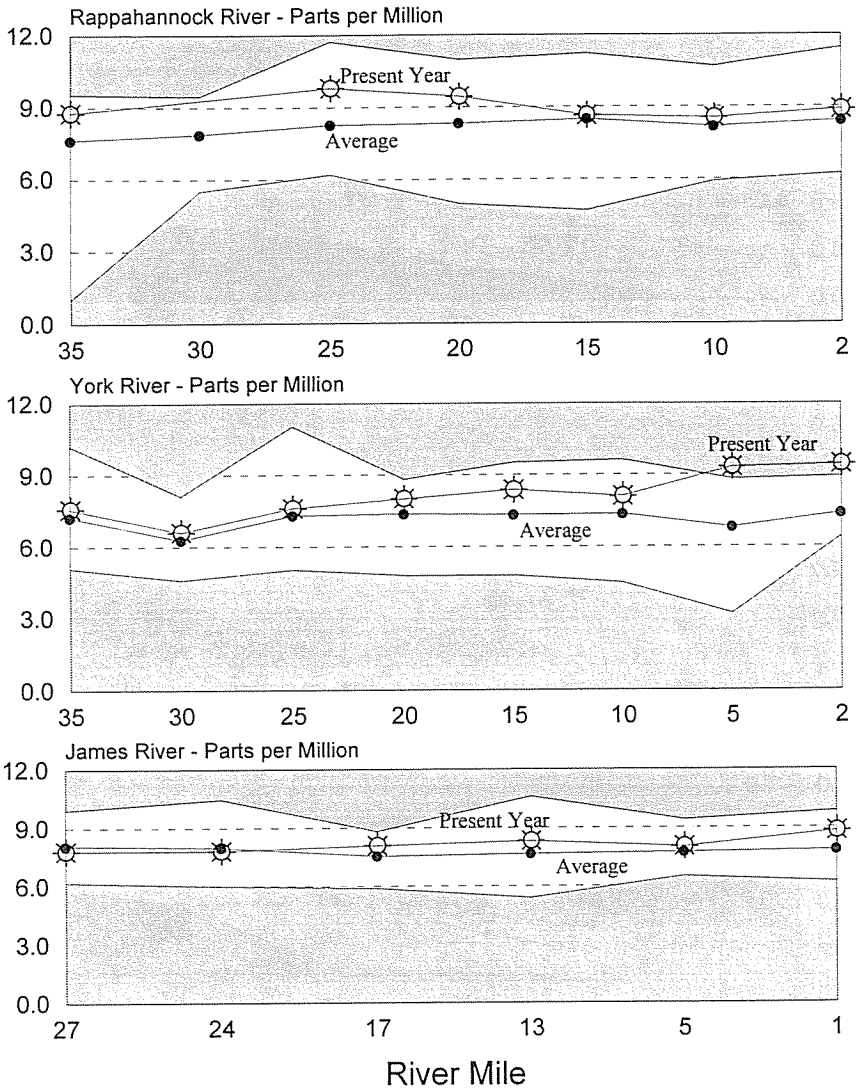 Rappahannock River - Parts per Million
12.0
Present Year
9.0
Average
6.0
3.0
0.0
35 30 25 20 15 10 2
York River - Parts per Million
12.0
Present Year
9.0
Average
6.0
3.0
0.0
35 30 25 20 15 10 5 2
James River - Parts per Million
12.0
9.0
Present Year
Average
6.0
3.0
0.0
27 24 17 13 5 1
River Mile